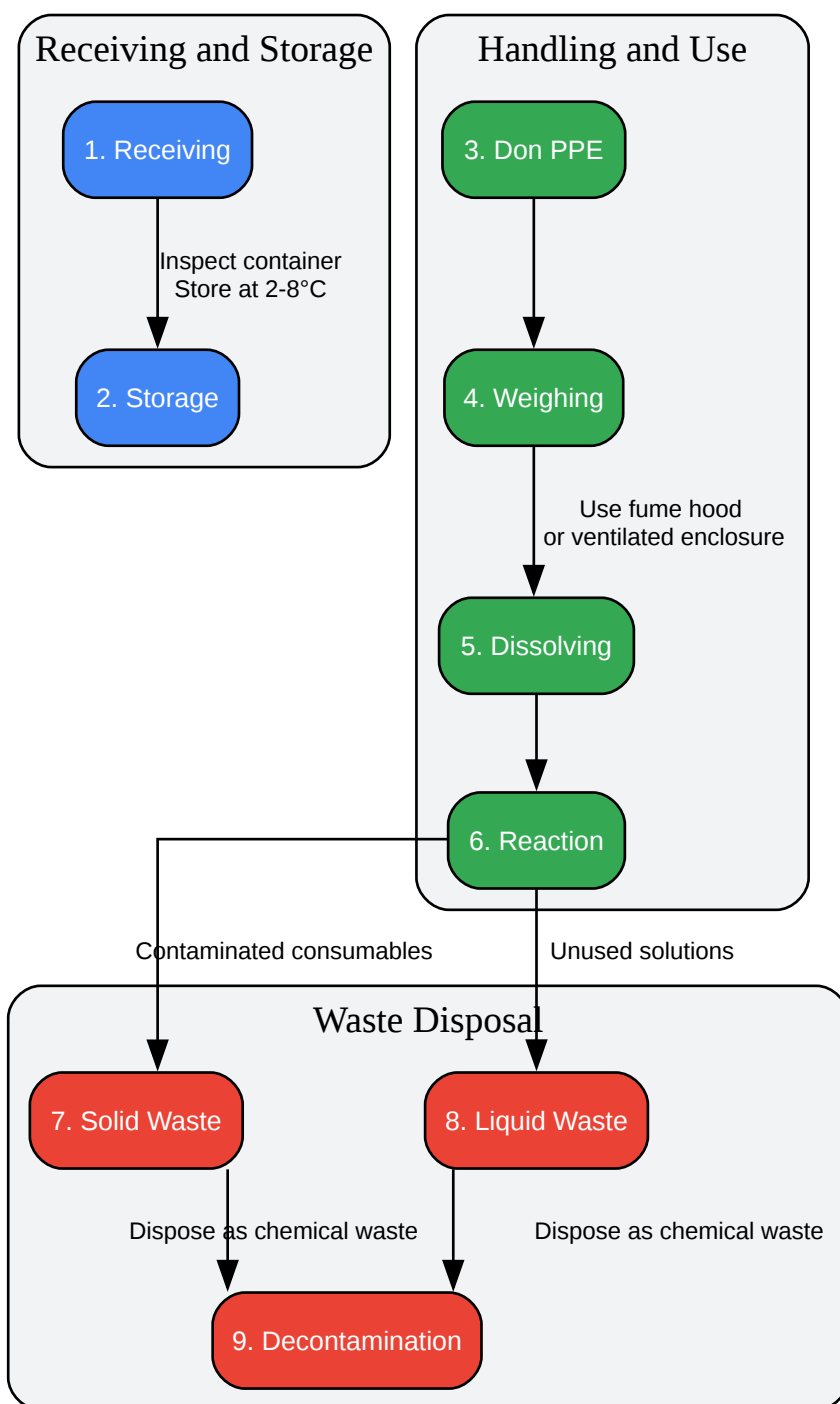 Receiving and Storage
1. Receiving
Inspect container
Store at 2-8°C
2. Storage
Handling and Use
3. Don PPE
4. Weighing
Use fume hood
or ventilated enclosure
5. Dissolving
6. Reaction
Contaminated consumables
Unused solutions
Waste Disposal
7. Solid Waste
8. Liquid Waste
Dispose as chemical waste
Dispose as chemical waste
9. Decontamination